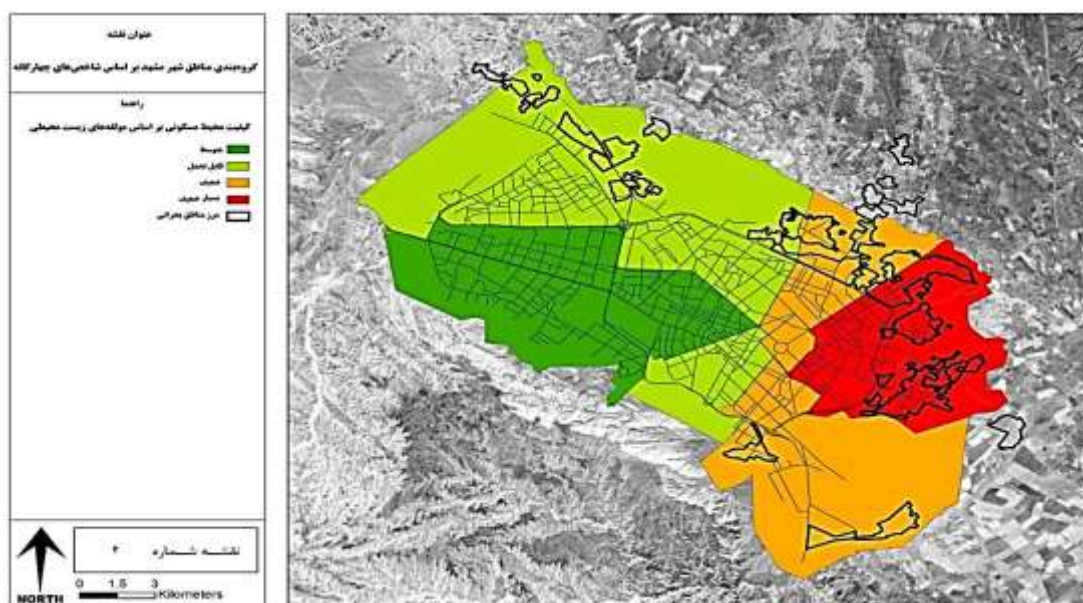 عنوان نقشه
گروه‌بندی مناطق شهر مشهد بر اساس شاخص‌های چهارگانه
راهنما
کیفیت محیط مسکونی بر اساس مولفه‌های زیست محیطی
متوسط
قابل تحمل
ضعیف
بسیار ضعیف
مرز مناطق بحرانی
نقشه شماره ۲
0 1.5 3
Kilometers
NORTH